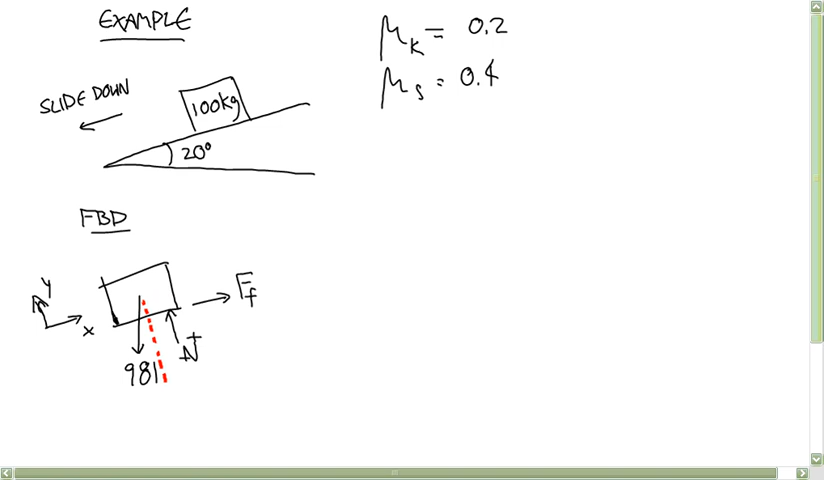 EXAMPLE
μk = 0.2
μs = 0.4
SLIDE DOWN
100kg
20°
FBD
y
x
Ff
N
981